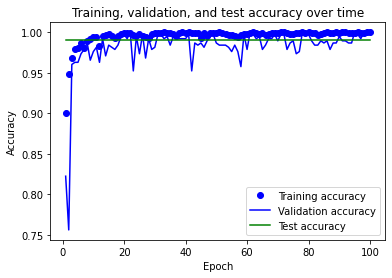 Training, validation, and test accuracy over time
1.00
0.95
0.90
0.85
0.80
0.75
Accuracy
0
20
40
60
80
100
Epoch
Training accuracy
Validation accuracy
Test accuracy